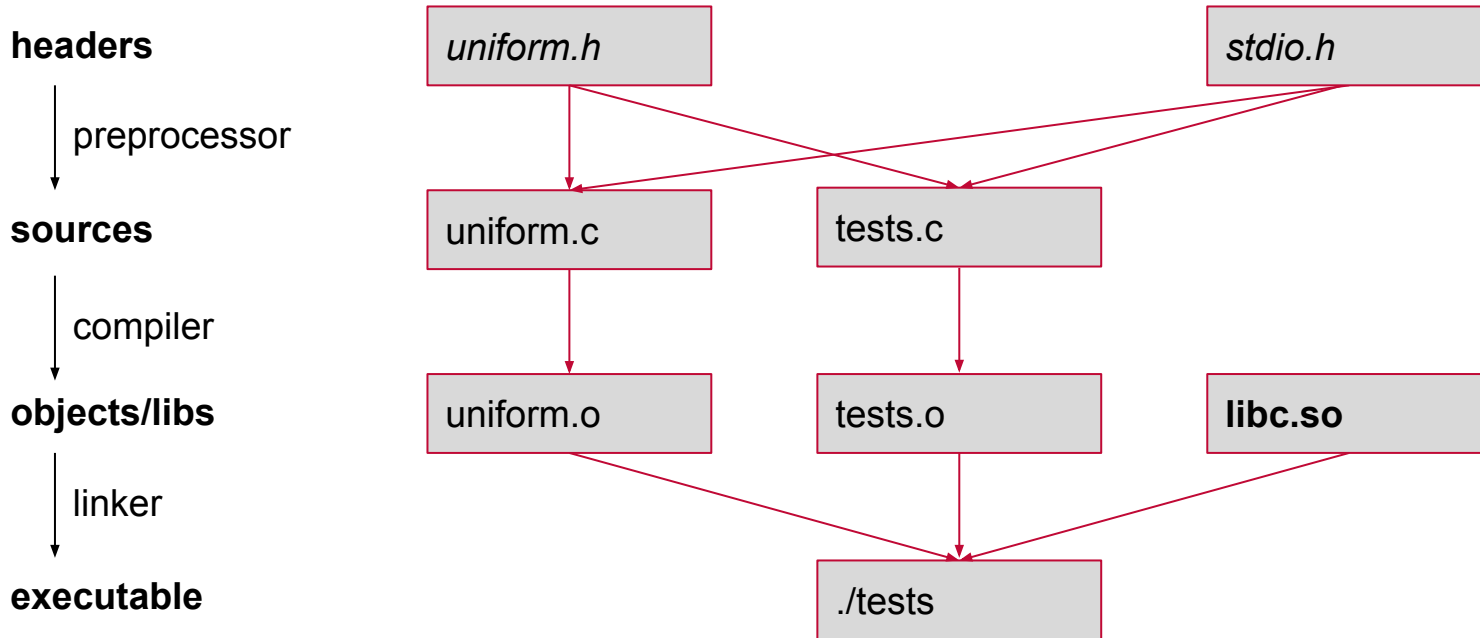 headers
uniform.h
stdio.h
preprocessor
sources
uniform.c
tests.c
compiler
objects/libs
uniform.o
tests.o
libc.so
linker
executable
./tests